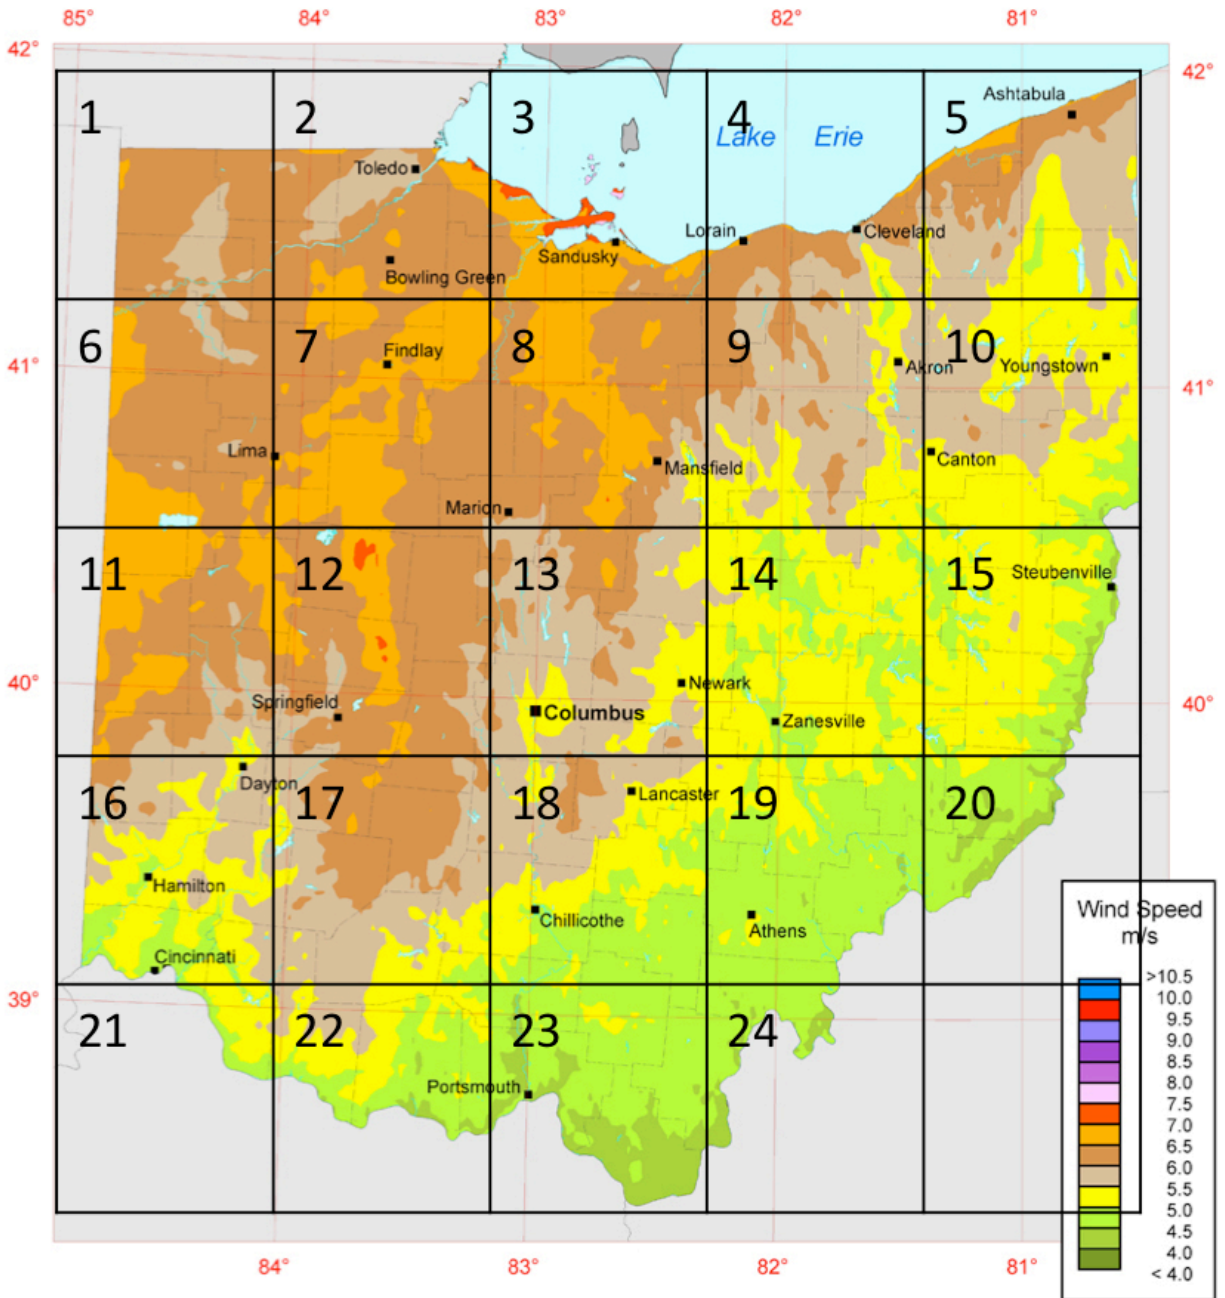 85° 84° 83° 82° 81°
42° 42°
1 2 3 4 5
Ashtabula
Lake Erie
Toledo
Lorain Cleveland
Sandusky
Bowling Green
6 7 8 9 10
Findlay
41° Akron Youngstown 41°
Lima Mansfield Canton
Marion
11 12 13 14 15
Steubenville
40° Newark 40°
Springfield Columbus Zanesville
Dayton
16 17 18 Lancaster 19 20
Hamilton
Chillicothe Athens
Cincinnati
39°
21 22 23 24
Portsmouth
84° 83° 82° 81°
Wind Speed
m/s
>10.5
10.0
9.5
9.0
8.5
8.0
7.5
7.0
6.5
6.0
5.5
5.0
4.5
4.0
< 4.0